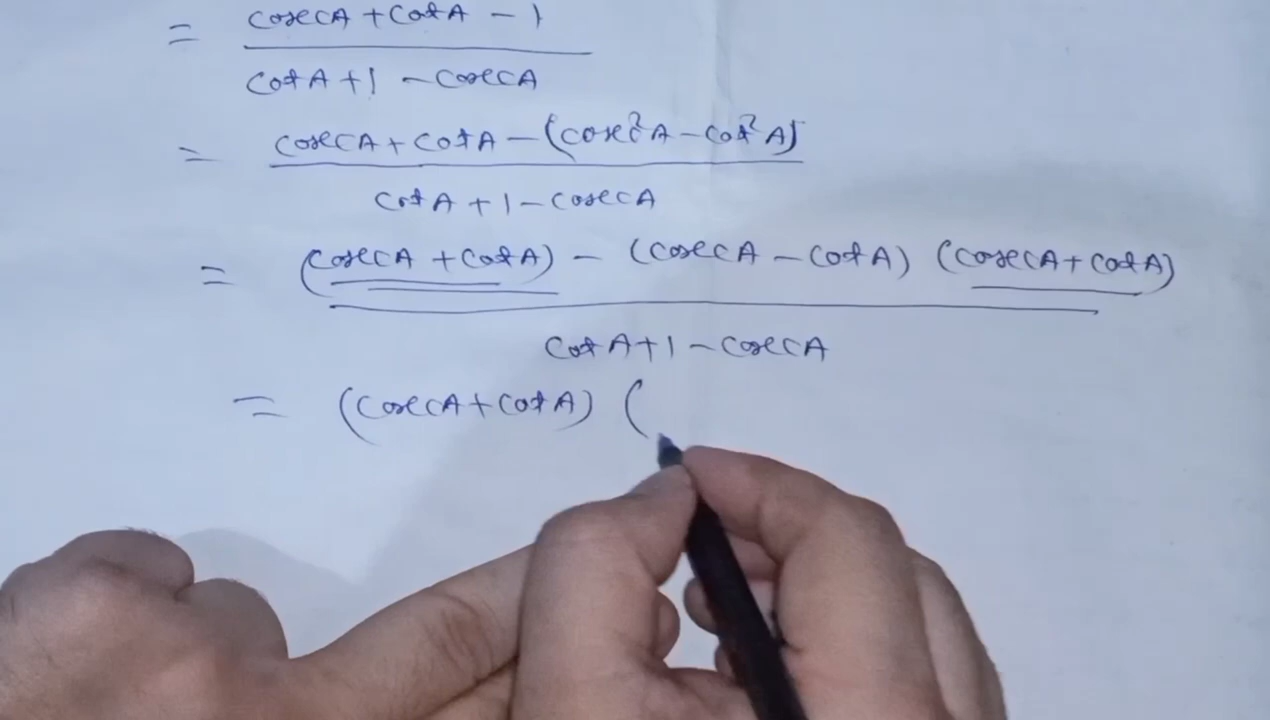 = cosecA + cotA - 1
cotA + 1 - cosecA
= cosecA + cotA - (cosec²A - cot²A)
cotA + 1 - cosecA
= (cosecA + cotA) - (cosecA - cotA) (cosecA + cotA)
cotA + 1 - cosecA
= (cosecA + cotA) (